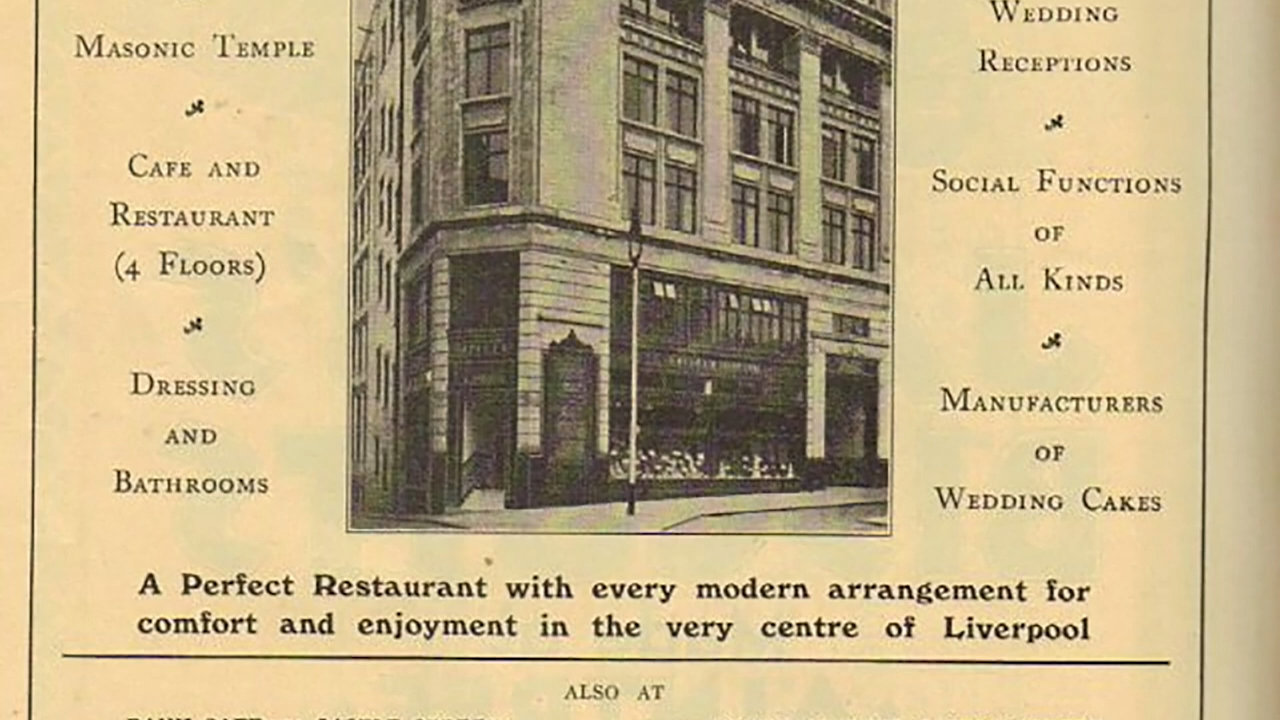 Masonic Temple
Cafe and
Restaurant
(4 Floors)
Dressing
and
Bathrooms
Wedding
Receptions
Social Functions
of
All Kinds
Manufacturers
of
Wedding Cakes
A Perfect Restaurant with every modern arrangement for
comfort and enjoyment in the very centre of Liverpool
ALSO AT